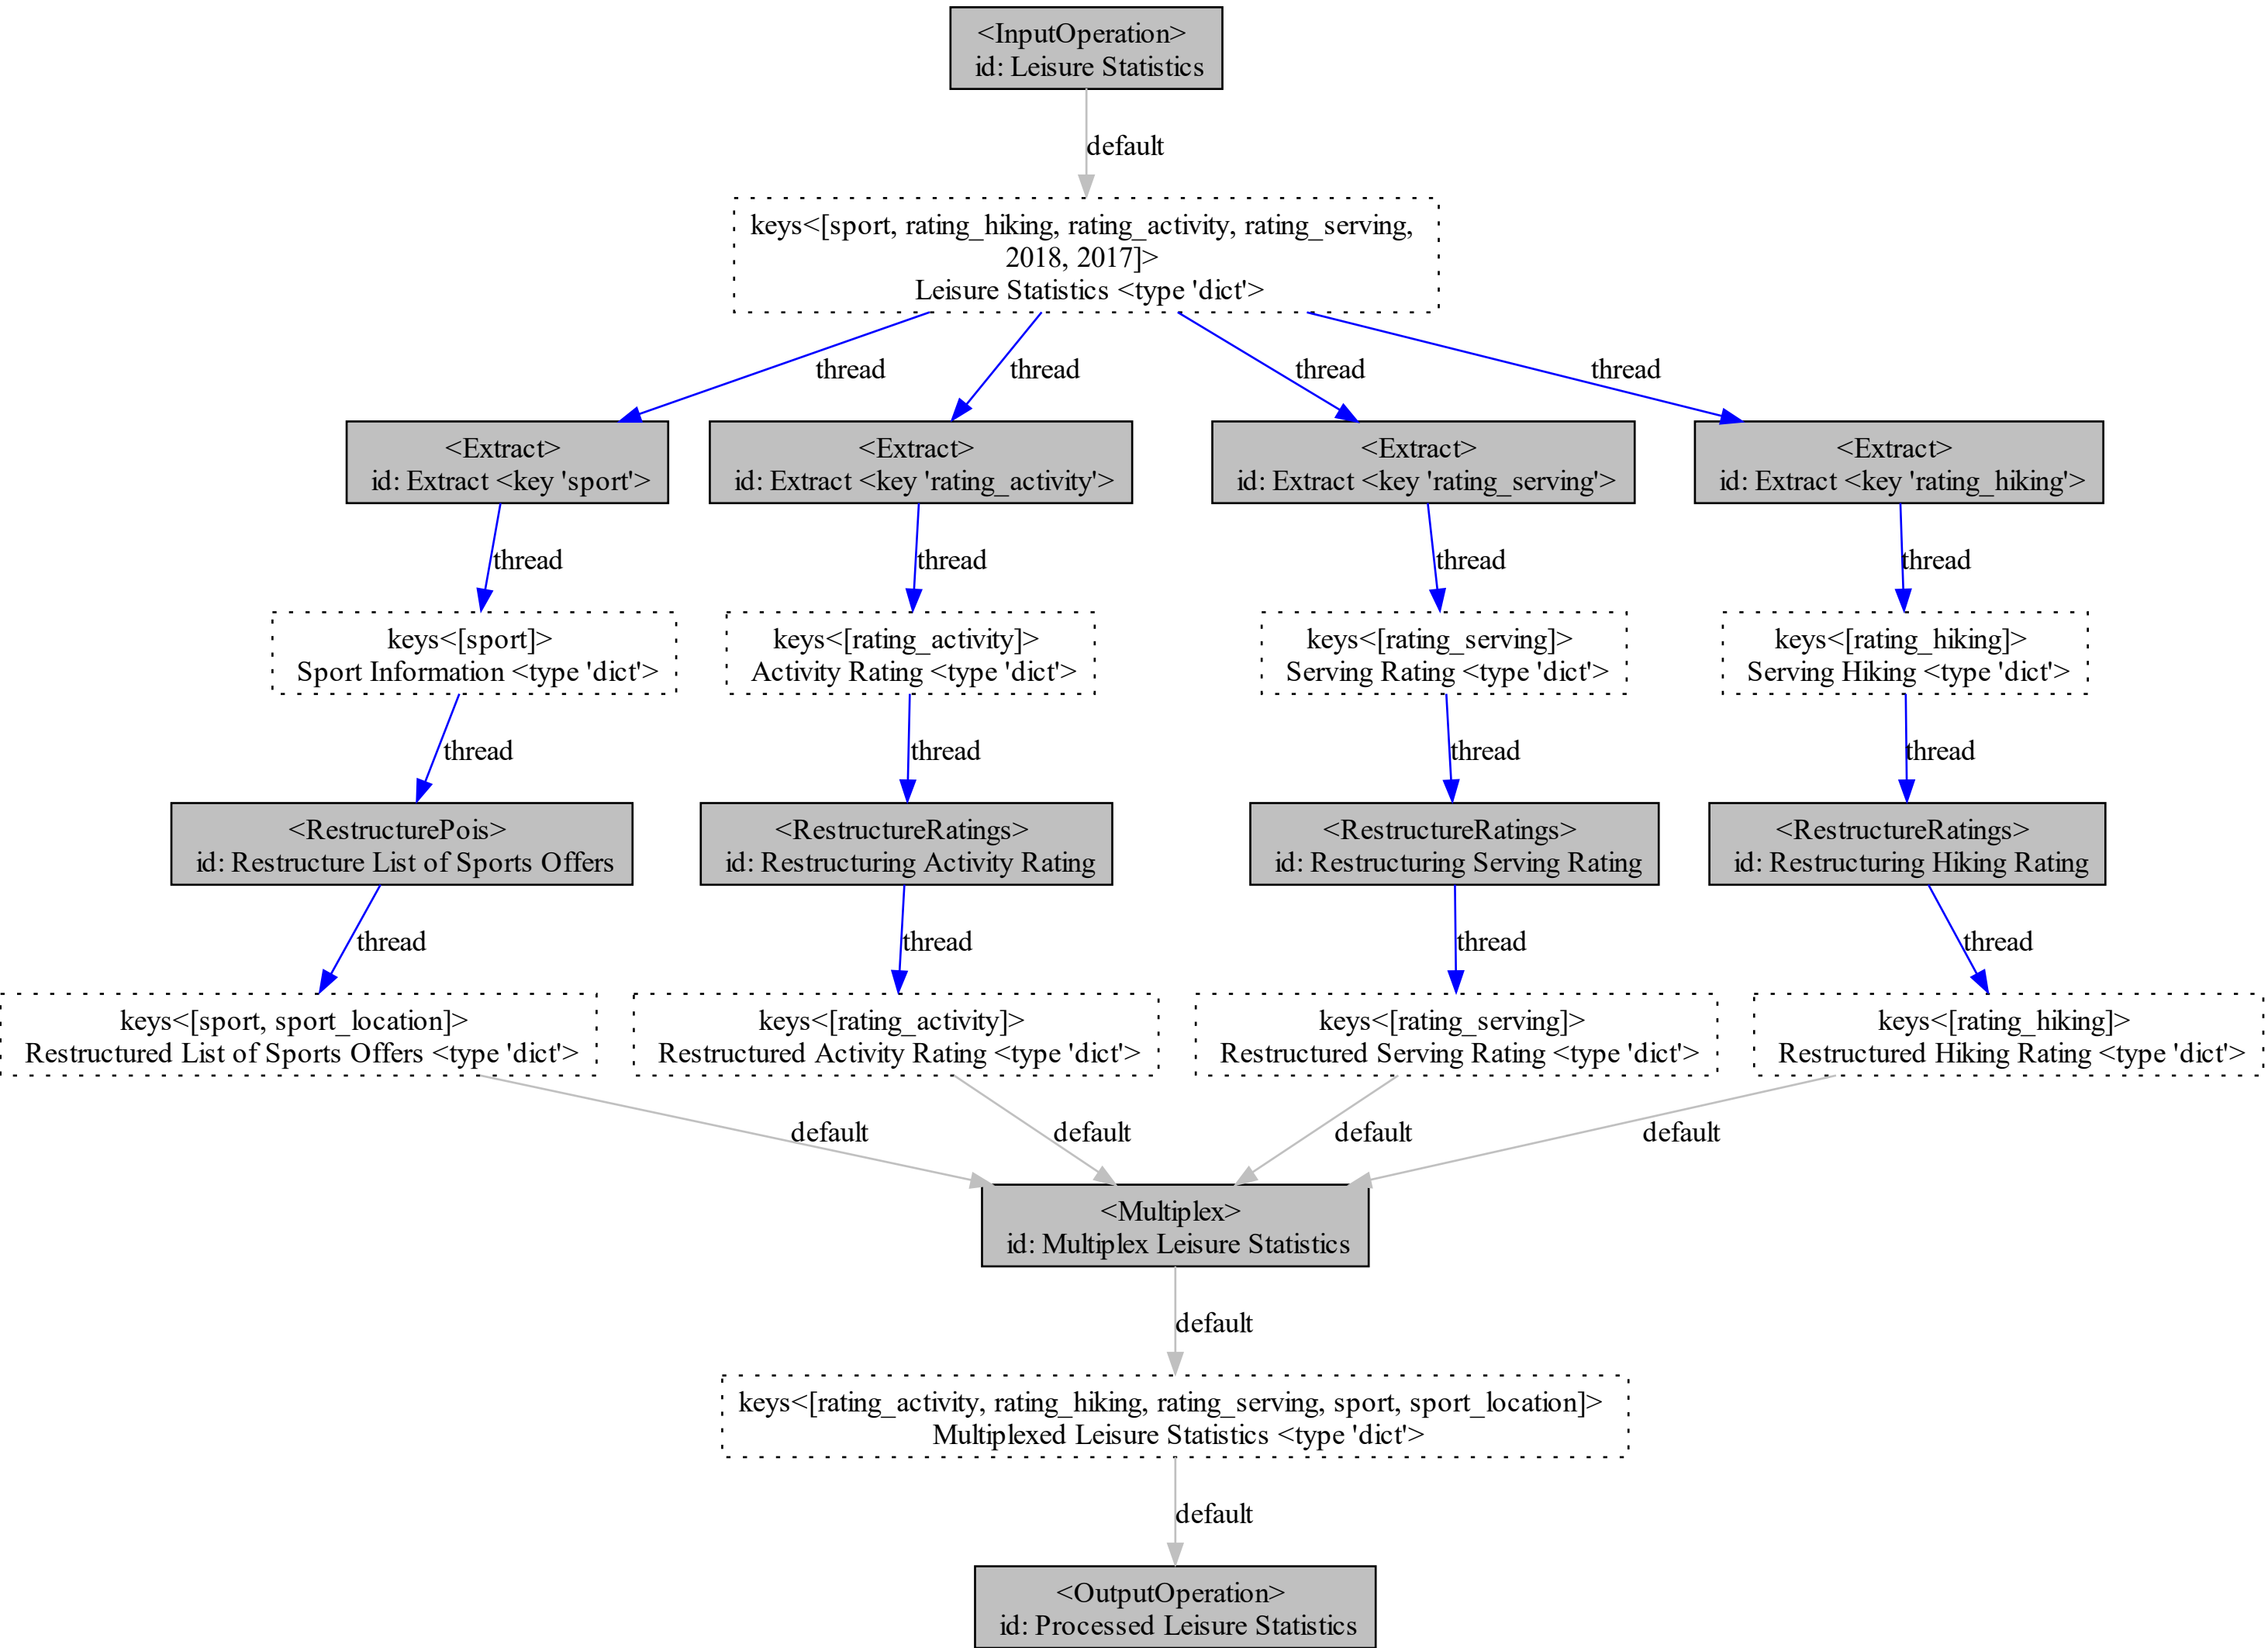 <InputOperation>
id: Leisure Statistics
default
keys<[sport, rating_hiking, rating_activity, rating_serving,
2018, 2017]>
Leisure Statistics <type 'dict'>
thread
thread
thread
thread
<Extract>
id: Extract <key 'sport'>
<Extract>
id: Extract <key 'rating_activity'>
<Extract>
id: Extract <key 'rating_serving'>
<Extract>
id: Extract <key 'rating_hiking'>
thread
thread
thread
thread
keys<[sport]>
Sport Information <type 'dict'>
keys<[rating_activity]>
Activity Rating <type 'dict'>
keys<[rating_serving]>
Serving Rating <type 'dict'>
keys<[rating_hiking]>
Serving Hiking <type 'dict'>
thread
thread
thread
thread
<RestructurePois>
id: Restructure List of Sports Offers
<RestructureRatings>
id: Restructuring Activity Rating
<RestructureRatings>
id: Restructuring Serving Rating
<RestructureRatings>
id: Restructuring Hiking Rating
thread
thread
thread
thread
keys<[sport, sport_location]>
Restructured List of Sports Offers <type 'dict'>
keys<[rating_activity]>
Restructured Activity Rating <type 'dict'>
keys<[rating_serving]>
Restructured Serving Rating <type 'dict'>
keys<[rating_hiking]>
Restructured Hiking Rating <type 'dict'>
default
default
default
default
<Multiplex>
id: Multiplex Leisure Statistics
default
keys<[rating_activity, rating_hiking, rating_serving, sport, sport_location]>
Multiplexed Leisure Statistics <type 'dict'>
default
<OutputOperation>
id: Processed Leisure Statistics